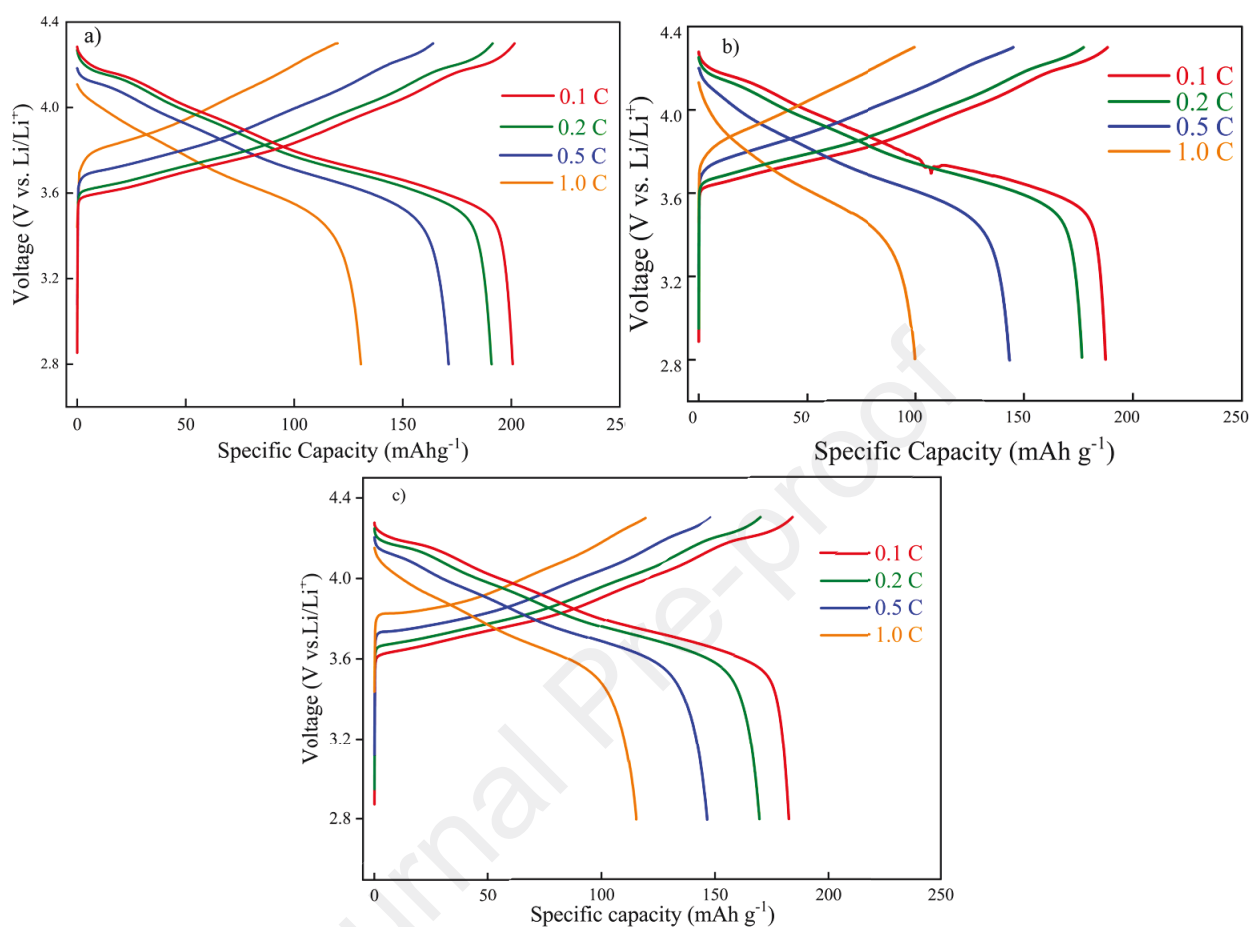 a)
4.4
4.0
3.6
3.2
2.8
Voltage (V vs. Li/Li⁺)
0.1 C
0.2 C
0.5 C
1.0 C
0 50 100 150 200 250
Specific Capacity (mAhg⁻¹)
b)
4.4
4.0
3.6
3.2
2.8
Voltage (V vs. Li/Li⁺)
0.1 C
0.2 C
0.5 C
1.0 C
0 50 100 150 200 250
Specific Capacity (mAh g⁻¹)
c)
4.4
4.0
3.6
3.2
2.8
Voltage (V vs.Li/Li⁺)
0.1 C
0.2 C
0.5 C
1.0 C
0 50 100 150 200 250
Specific capacity (mAh g⁻¹)
urnal Pre-proof